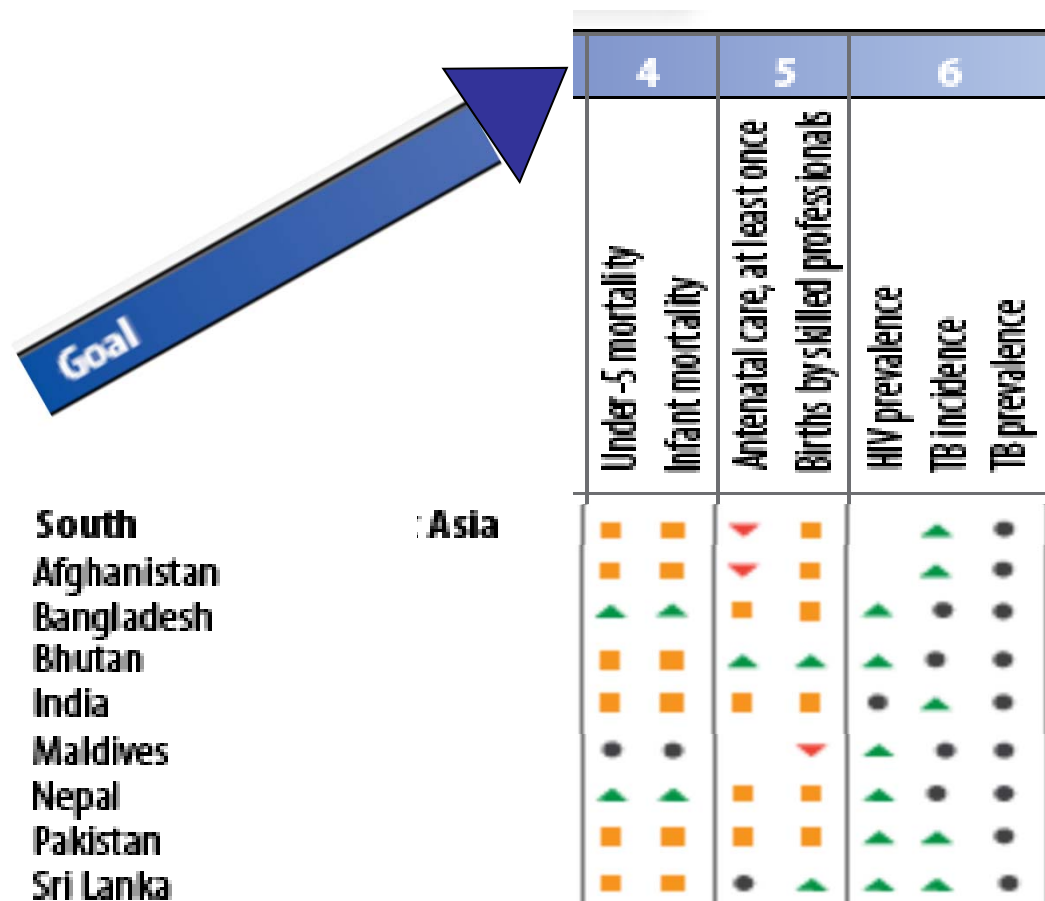 Goal
4 5 6
Under-5 mortality
Infant mortality
Antenatal care, at least once
Births by skilled professionals
HIV prevalence
TB incidence
TB prevalence
South Asia
Afghanistan
Bangladesh
Bhutan
India
Maldives
Nepal
Pakistan
Sri Lanka